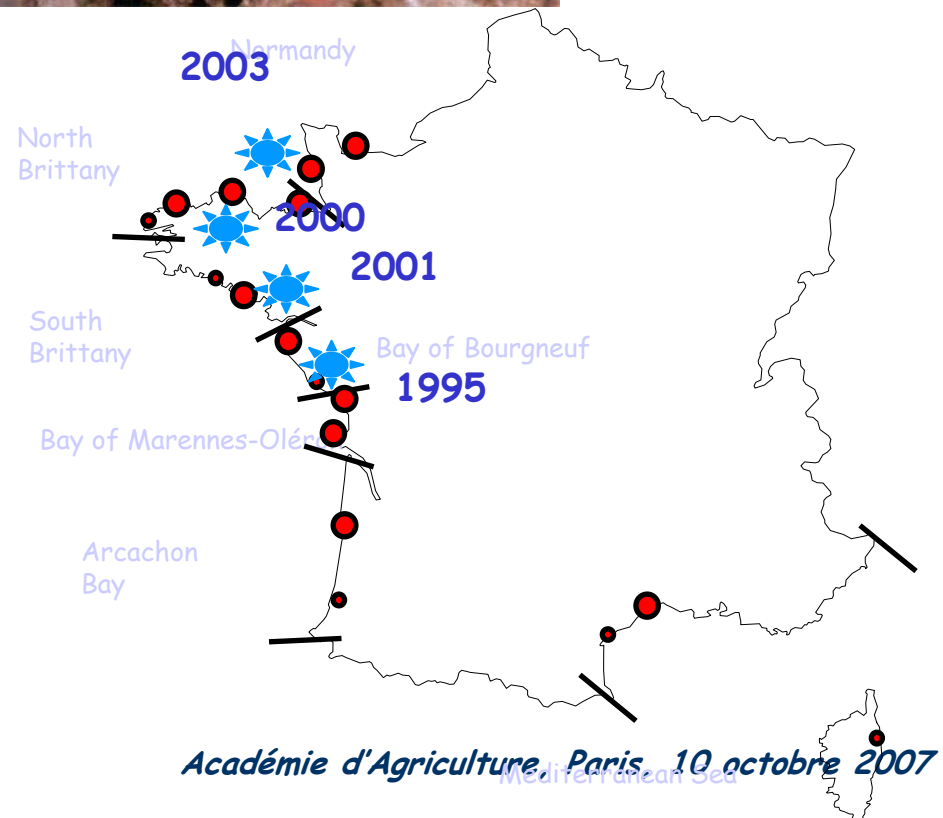 Normandy
2003
North
Brittany
2000
2001
South
Brittany
Bay of Bourgneuf
1995
Bay of Marennes-Oléro
Arcachon
Bay
Académie d'Agriculture, Paris, 10 octobre 2007
Mediterranean Sea